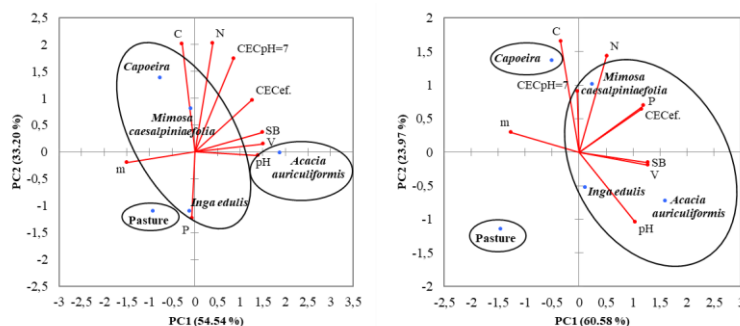 2,5
2
1,5
1
0,5
0
-0,5
-1
-1,5
-2
-2,5
PC2 (33.20 %)
C
N
CECpH=7
Capoeira
CECef.
Mimosa
caesalpiniaefolia
SB
V
pH
Acacia
auriculiformis
m
Inga edulis
Pasture
P
-3 -2,5 -2 -1,5 -1 -0,5 0 0,5 1 1,5 2 2,5 3 3,5
PC1 (54.54 %)
2
1,5
1
0,5
0
-0,5
-1
-1,5
-2
PC2 (23.97 %)
C
N
Capoeira
Mimosa
caesalpiniaefolia
CECpH=7
P
CECef.
m
SB
V
Inga edulis
Acacia
auriculiformis
pH
Pasture
-2 -1,5 -1 -0,5 0 0,5 1 1,5 2 2,5
PC1 (60.58 %)